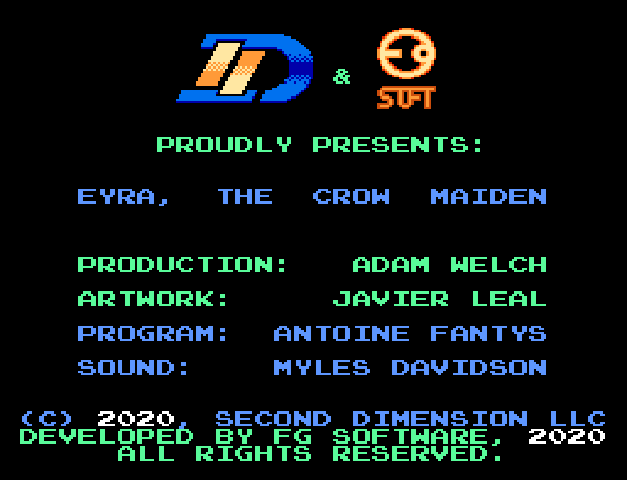 &
SOFT
PROUDLY PRESENTS:
EYRA, THE CROW MAIDEN
PRODUCTION: ADAM WELCH
ARTWORK: JAVIER LEAL
PROGRAM: ANTOINE FANTYS
SOUND: MYLES DAVIDSON
(C) 2020, SECOND DIMENSION LLC
DEVELOPED BY FG SOFTWARE, 2020
ALL RIGHTS RESERVED.